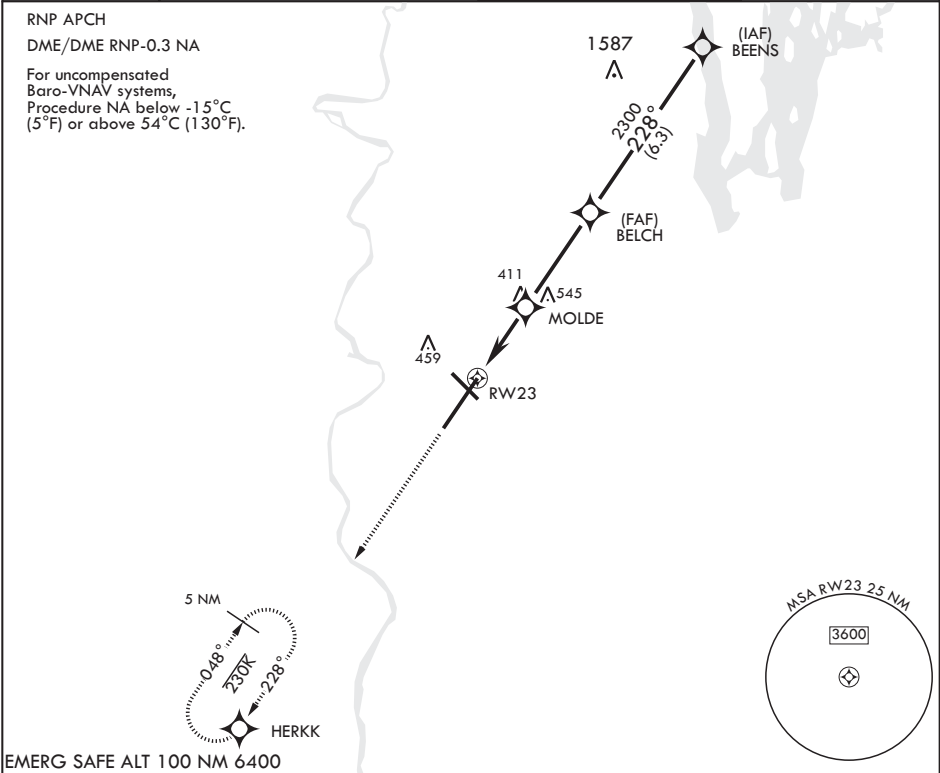 RNP APCH
DME/DME RNP-0.3 NA
For uncompensated
Baro-VNAV systems,
Procedure NA below -15°C
(5°F) or above 54°C (130°F).
1587
(IAF)
BEENS
2300
228°
(6.3)
(FAF)
BELCH
411
545
MOLDE
459
RW23
5 NM
048°
230K
228°
HERKK
MSA RW23 25 NM
3600
EMERG SAFE ALT 100 NM 6400